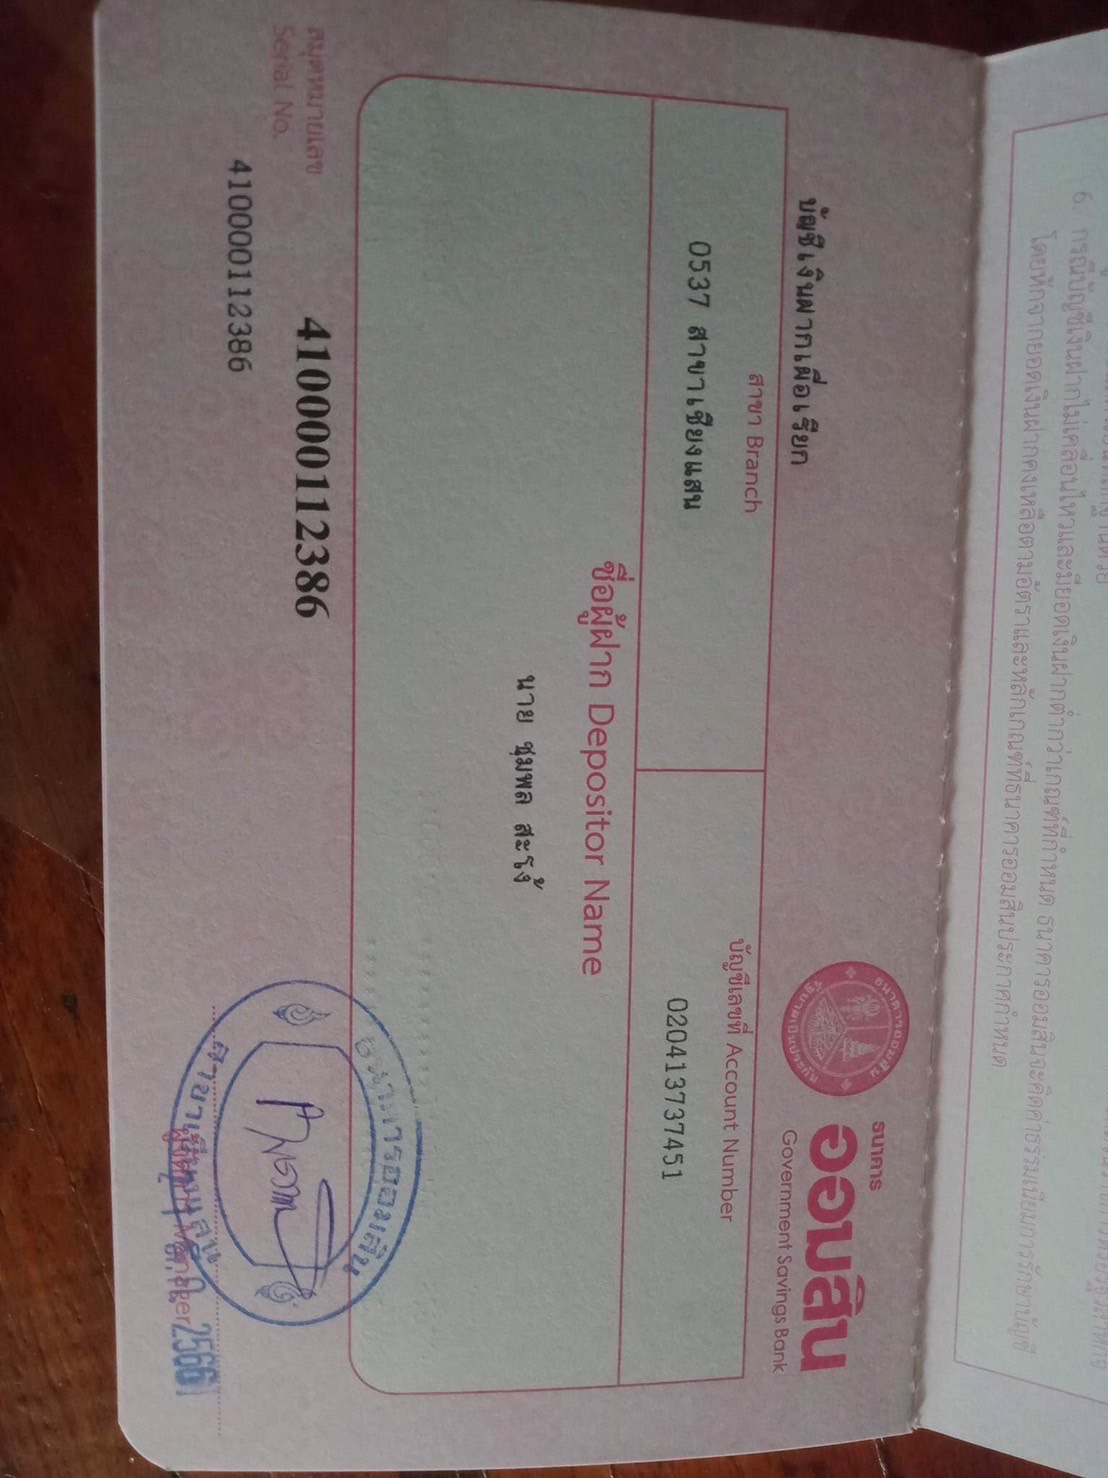 6. กรณีบัญชีเงินฝากไม่เคลื่อนไหวและมียอดเงินฝากต่ำกว่าเกณฑ์ที่กำหนด ธนาคารออมสินจะคิดค่าธรรมเนียมการรักษาบัญชี
โดยหักจากยอดเงินฝากคงเหลือตามอัตราและหลักเกณฑ์ที่ธนาคารออมสินประกาศกำหนด
ธนาคารออมสิน
รัฐบาลเป็นประกัน
ธนาคาร
ออมสิน
Government Savings Bank
บัญชีเงินฝากเผื่อเรียก
สาขา Branch
บัญชีเลขที่ Account Number
0537 สาขาเชียงแสน
020413737451
ชื่อผู้ฝาก Depositor Name
นาย ชุมพล สะโง้
สมุดหมายเลข
Serial No.
410000112386
410000112386
ธนาคารออมสิน
สาขาเชียงแสน
ผู้จัดการ Manager
2566